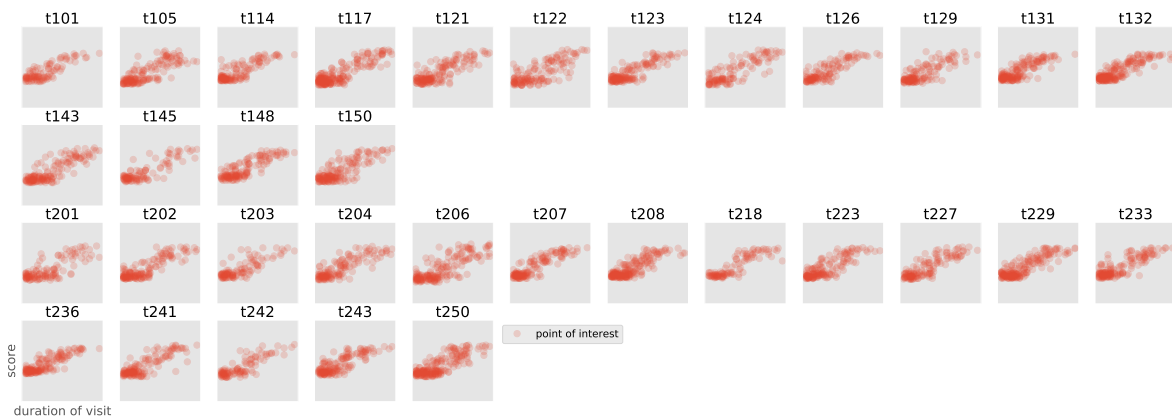 t101 t105 t114 t117 t121 t122 t123 t124 t126 t129 t131 t132
t143 t145 t148 t150
t201 t202 t203 t204 t206 t207 t208 t218 t223 t227 t229 t233
t236 t241 t242 t243 t250
point of interest
score
duration of visit